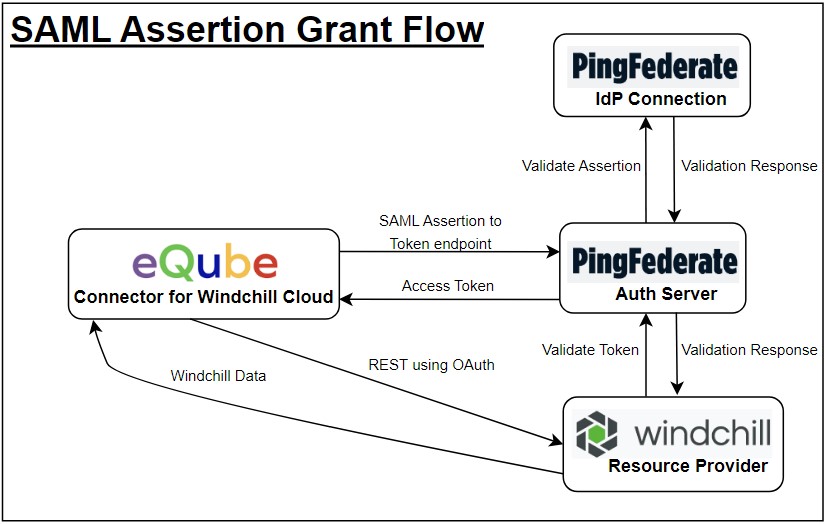 SAML Assertion Grant Flow
PingFederate
IdP Connection
Validate Assertion
Validation Response
SAML Assertion to
Token endpoint
eQube
Connector for Windchill Cloud
PingFederate
Auth Server
Access Token
Validate Token
Validation Response
REST using OAuth
Windchill Data
windchill
Resource Provider